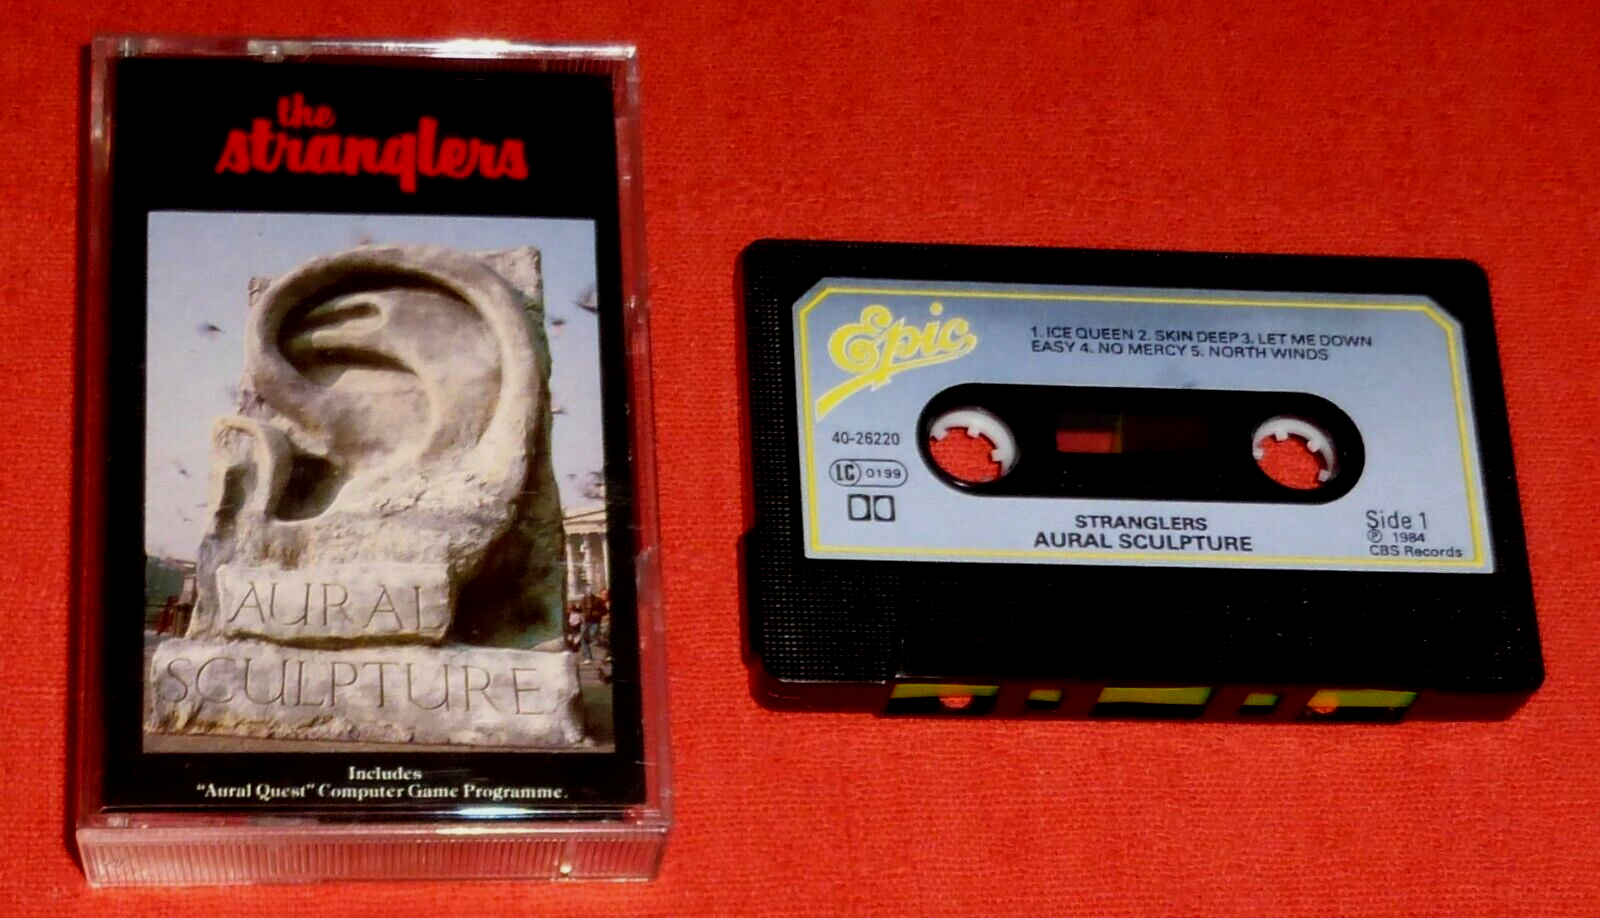 the
stranglers
AURAL
SCULPTURE
Includes
"Aural Quest" Computer Game Programme.
Epic
1. ICE QUEEN 2. SKIN DEEP 3. LET ME DOWN
EASY 4. NO MERCY 5. NORTH WINDS
40-26220
LC 0199
STRANGLERS
AURAL SCULPTURE
Side 1
℗ 1984
CBS Records